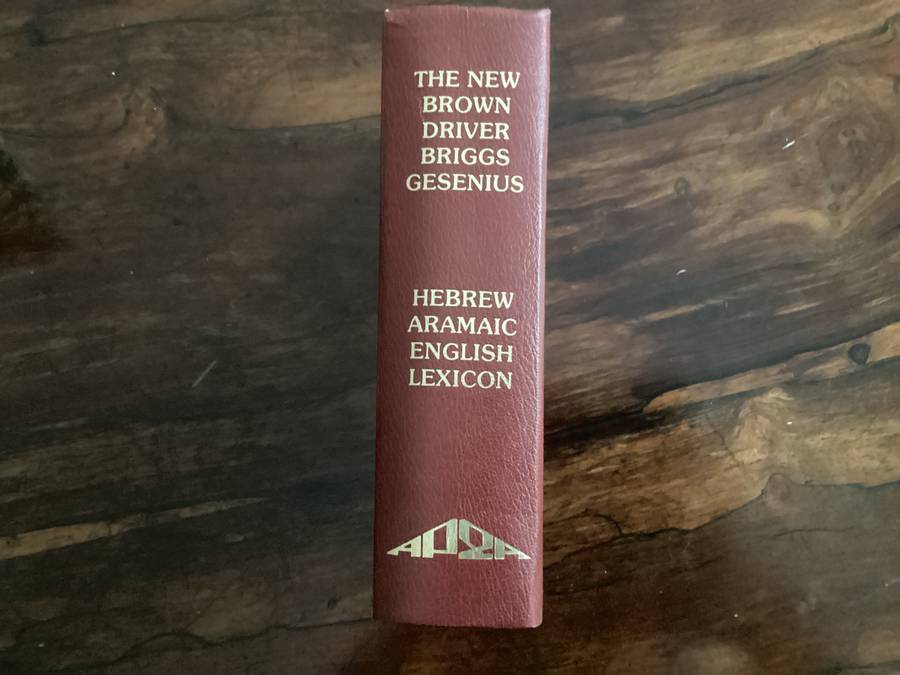 THE NEW
BROWN
DRIVER
BRIGGS
GESENIUS
HEBREW
ARAMAIC
ENGLISH
LEXICON